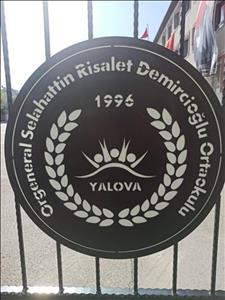 Orgeneral Selahattin Risalet Demircioğlu Ortaokulu
1996
YALOVA